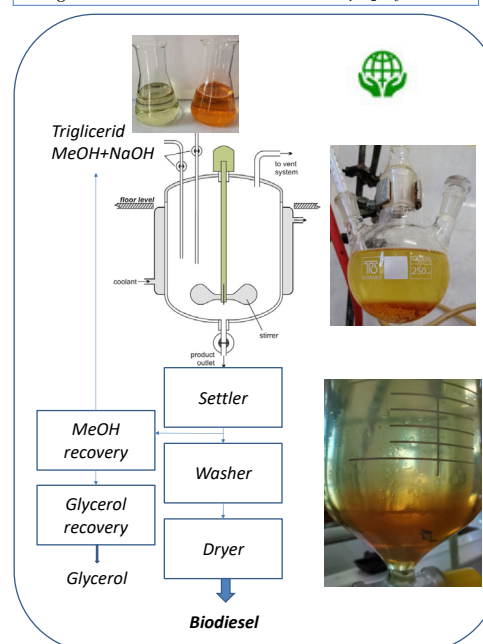 Triglicerid
MeOH+NaOH
to vent
system
floor level
coolant
stirrer
product
outlet
250
Settler
MeOH
recovery
Washer
Glycerol
recovery
Dryer
Glycerol
Biodiesel